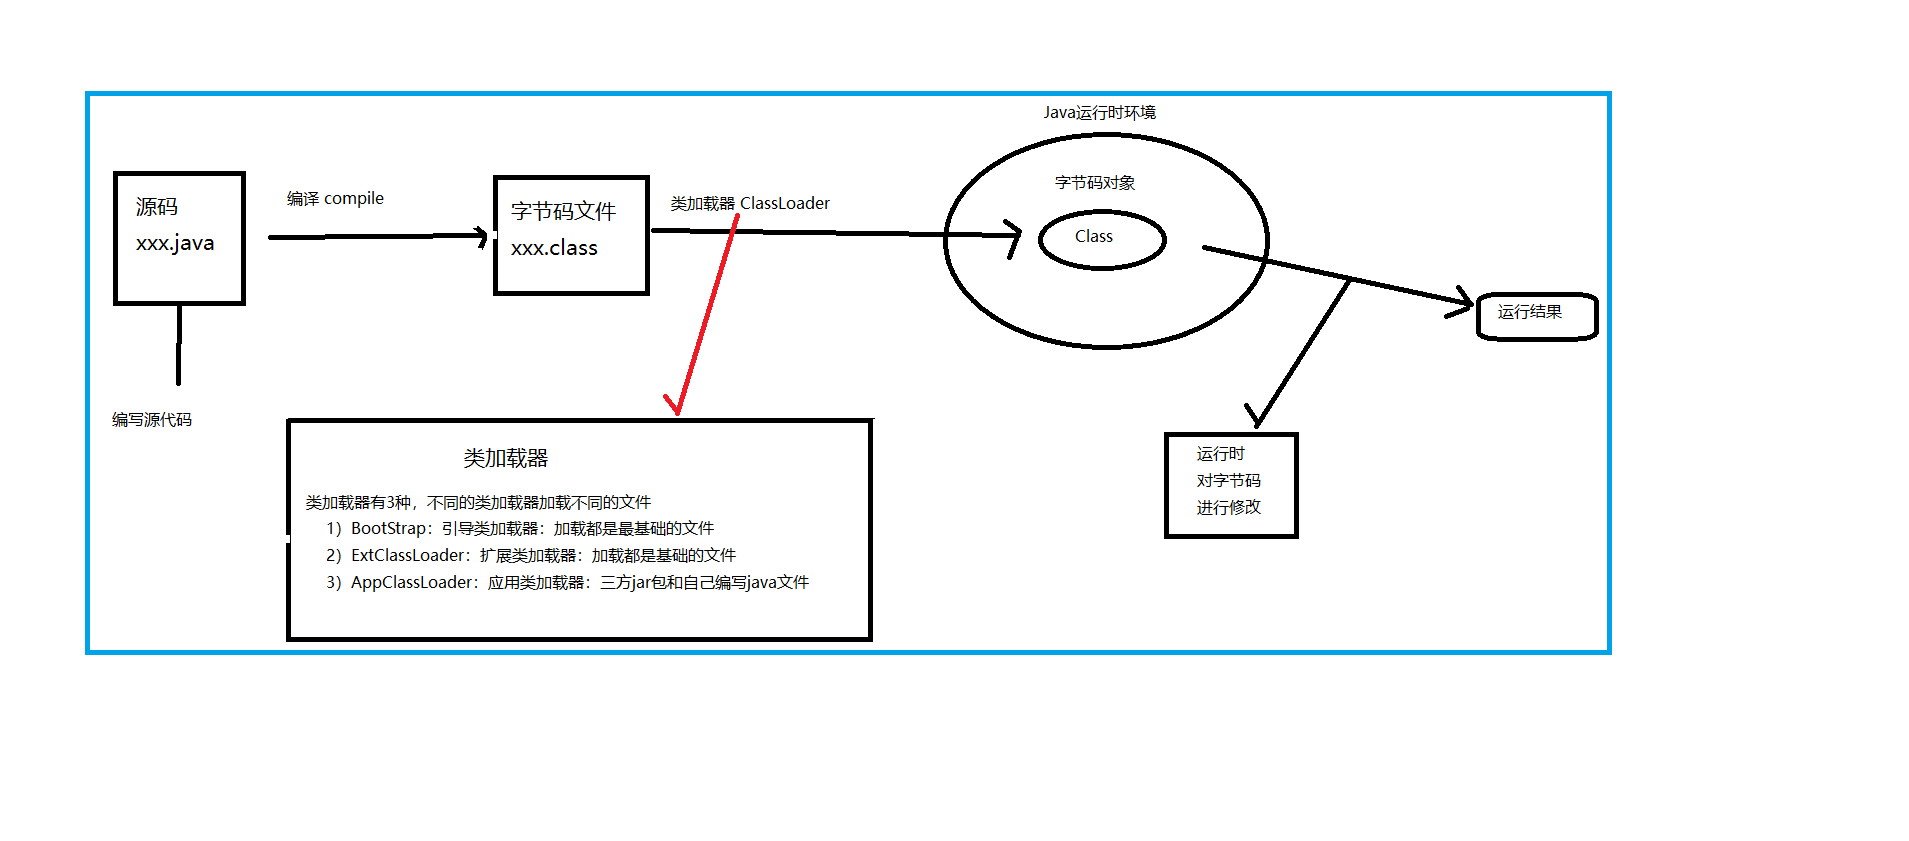 Java运行时环境
源码
xxx.java
编译 compile
字节码文件
xxx.class
类加载器 ClassLoader
字节码对象
Class
运行结果
编写源代码
类加载器
类加载器有3种，不同的类加载器加载不同的文件
1）BootStrap：引导类加载器：加载都是最基础的文件
2）ExtClassLoader：扩展类加载器：加载都是基础的文件
3）AppClassLoader：应用类加载器：三方jar包和自己编写java文件
运行时
对字节码
进行修改